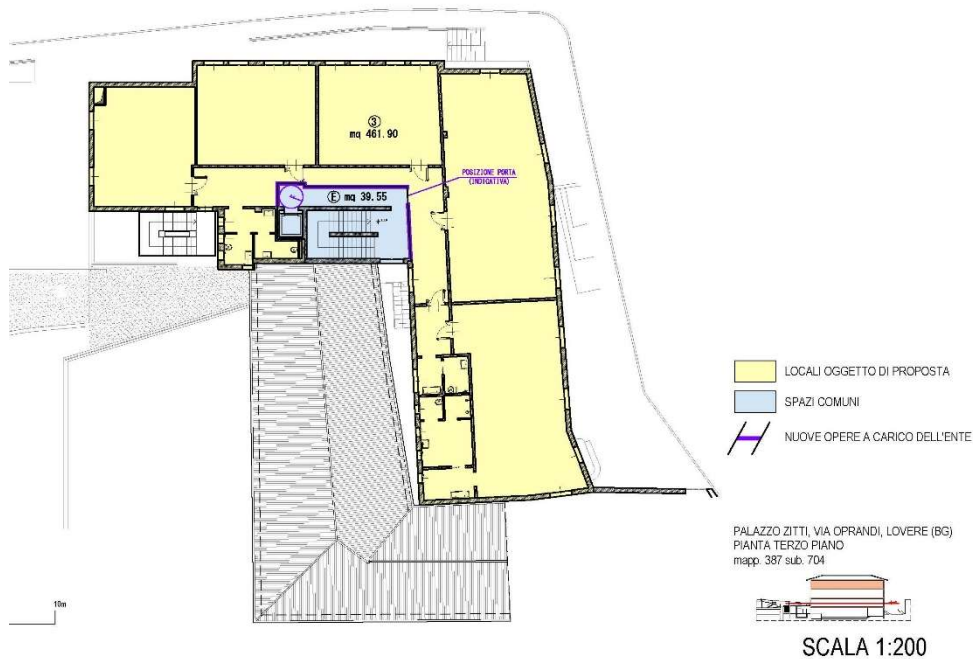 ③
mq 461.90
POSIZIONE PORTA
(INDICATIVA)
Ⓔ mq 39.55
LOCALI OGGETTO DI PROPOSTA
SPAZI COMUNI
NUOVE OPERE A CARICO DELL'ENTE
PALAZZO ZITTI, VIA OPRANDI, LOVERE (BG)
PIANTA TERZO PIANO
mapp. 387 sub. 704
10m
SCALA 1:200